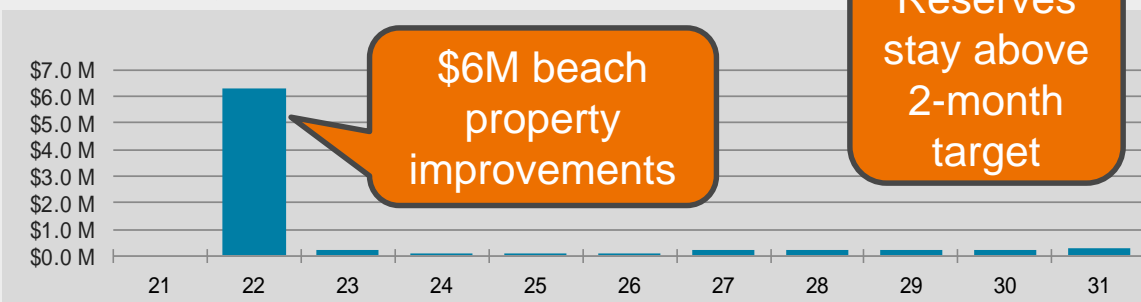 Reserves
stay above
2-month
target
$6M beach
property
improvements
$7.0 M
$6.0 M
$5.0 M
$4.0 M
$3.0 M
$2.0 M
$1.0 M
$0.0 M
21 22 23 24 25 26 27 28 29 30 31